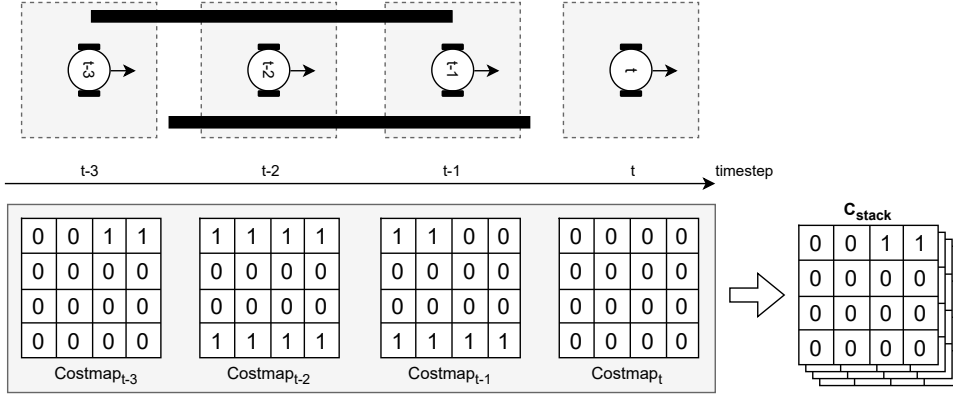 t-3 t-2 t-1 t
t-3 t-2 t-1 t timestep
C_stack
0 0 1 1 1 1 1 1 1 1 0 0 0 0 0 0 0 0 1 1
0 0 0 0 0 0 0 0 0 0 0 0 0 0 0 0 0 0 0 0
0 0 0 0 0 0 0 0 0 0 0 0 0 0 0 0 0 0 0 0
0 0 0 0 1 1 1 1 1 1 1 1 0 0 0 0 0 0 0 0
Costmap_t-3 Costmap_t-2 Costmap_t-1 Costmap_t